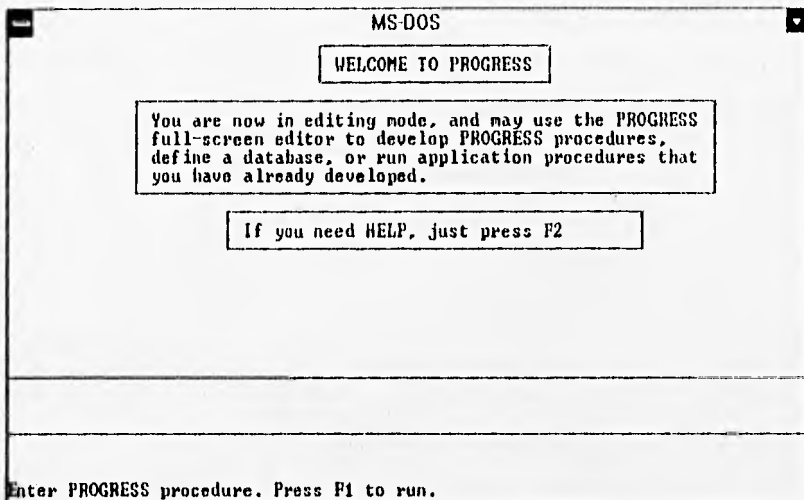 MS-DOS
WELCOME TO PROGRESS
You are now in editing mode, and may use the PROGRESS
full-screen editor to develop PROGRESS procedures,
define a database, or run application procedures that
you have already developed.
If you need HELP, just press F2
Enter PROGRESS procedure. Press F1 to run.